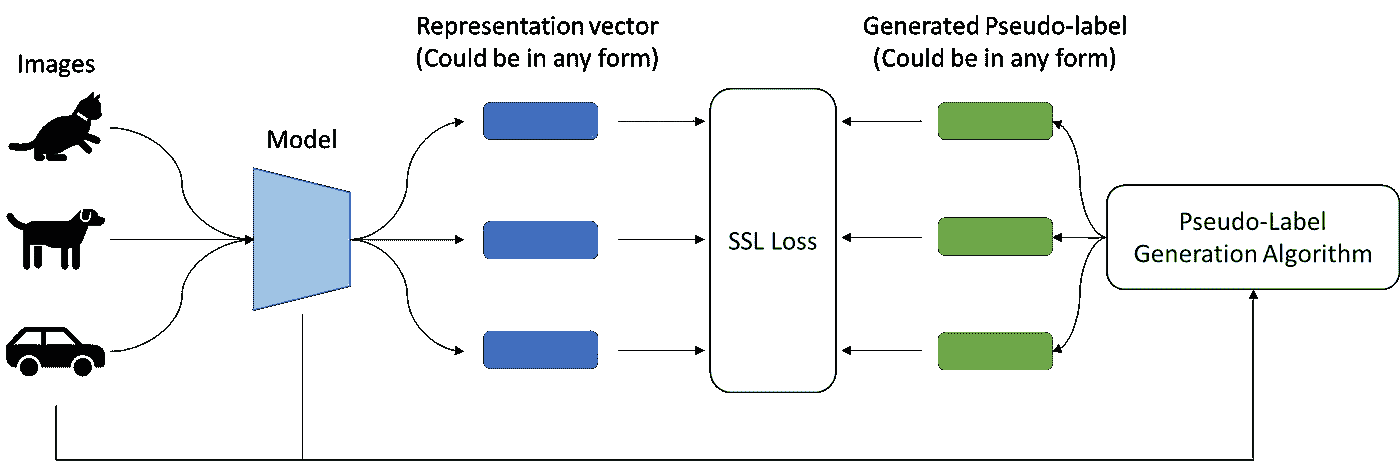 Images
Model
Representation vector
(Could be in any form)
SSL Loss
Generated Pseudo-label
(Could be in any form)
Pseudo-Label
Generation Algorithm